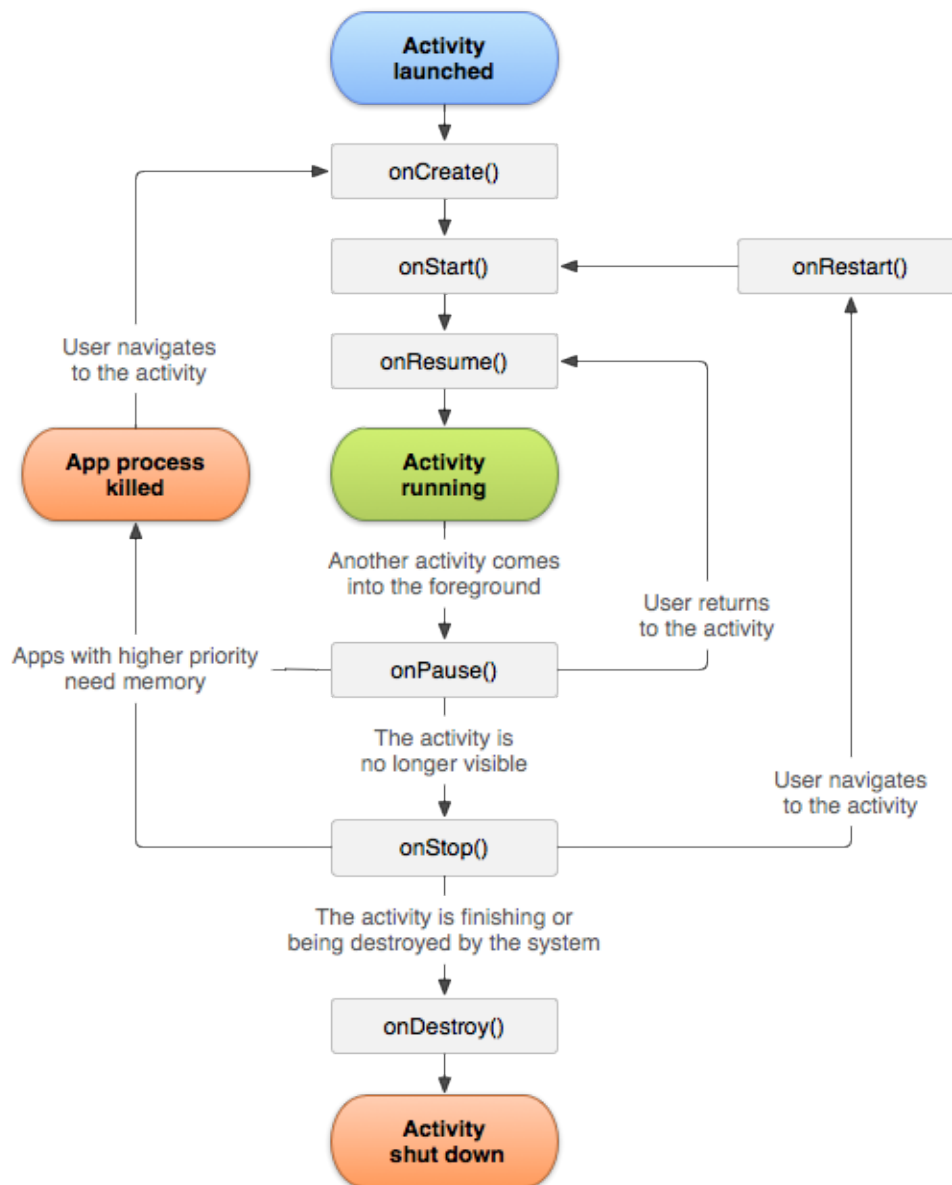 Activity
launched
onCreate()
onStart()
onRestart()
User navigates
to the activity
onResume()
App process
killed
Activity
running
Another activity comes
into the foreground
User returns
to the activity
Apps with higher priority
need memory
onPause()
The activity is
no longer visible
User navigates
to the activity
onStop()
The activity is finishing or
being destroyed by the system
onDestroy()
Activity
shut down